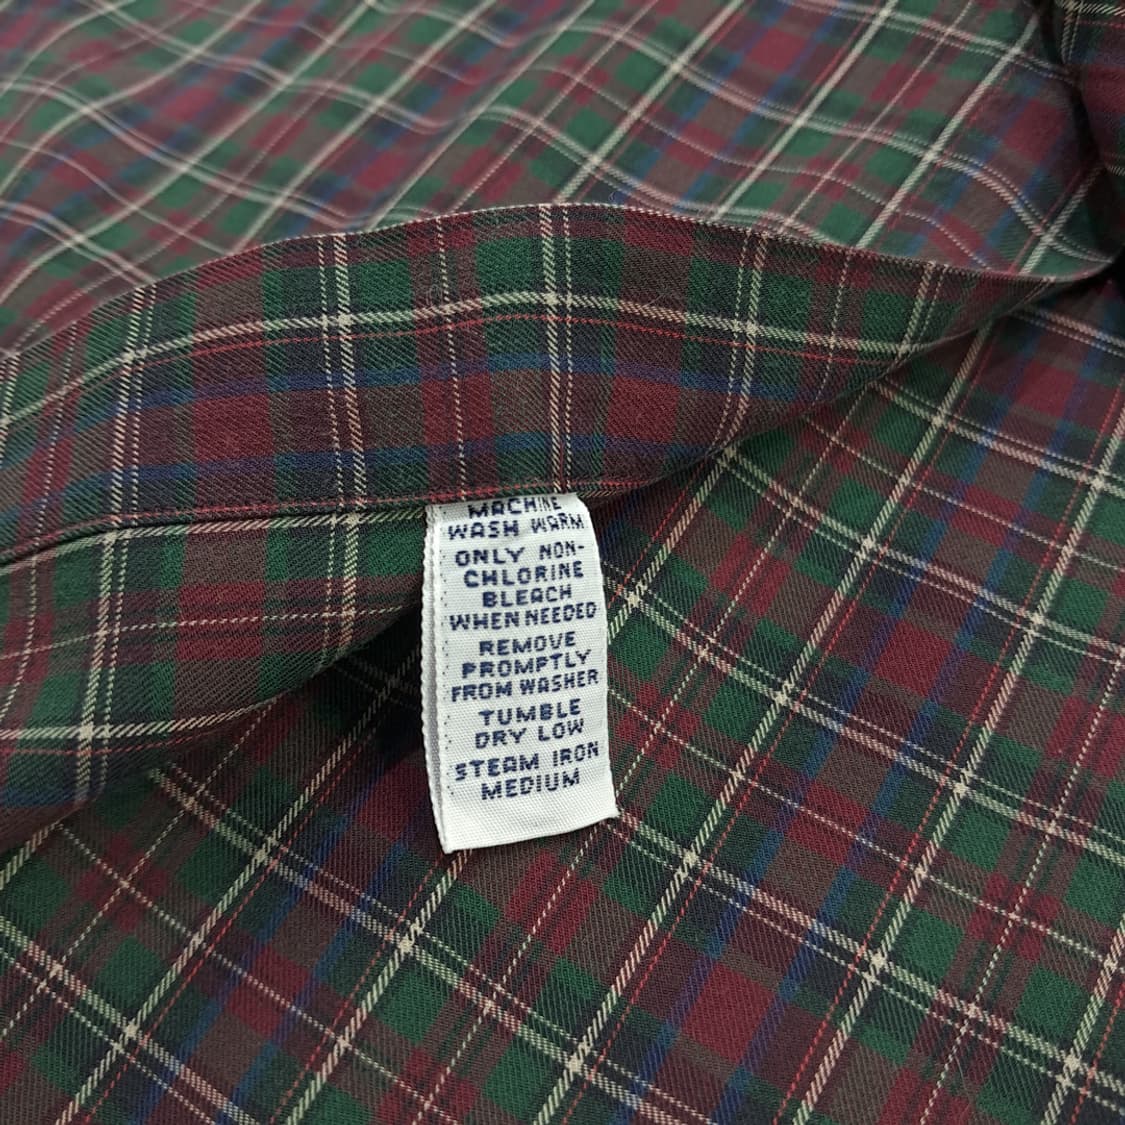 MACHINE
WASH WARM
ONLY NON-
CHLORINE
BLEACH
WHEN NEEDED
REMOVE
PROMPTLY
FROM WASHER
TUMBLE
DRY LOW
STEAM IRON
MEDIUM